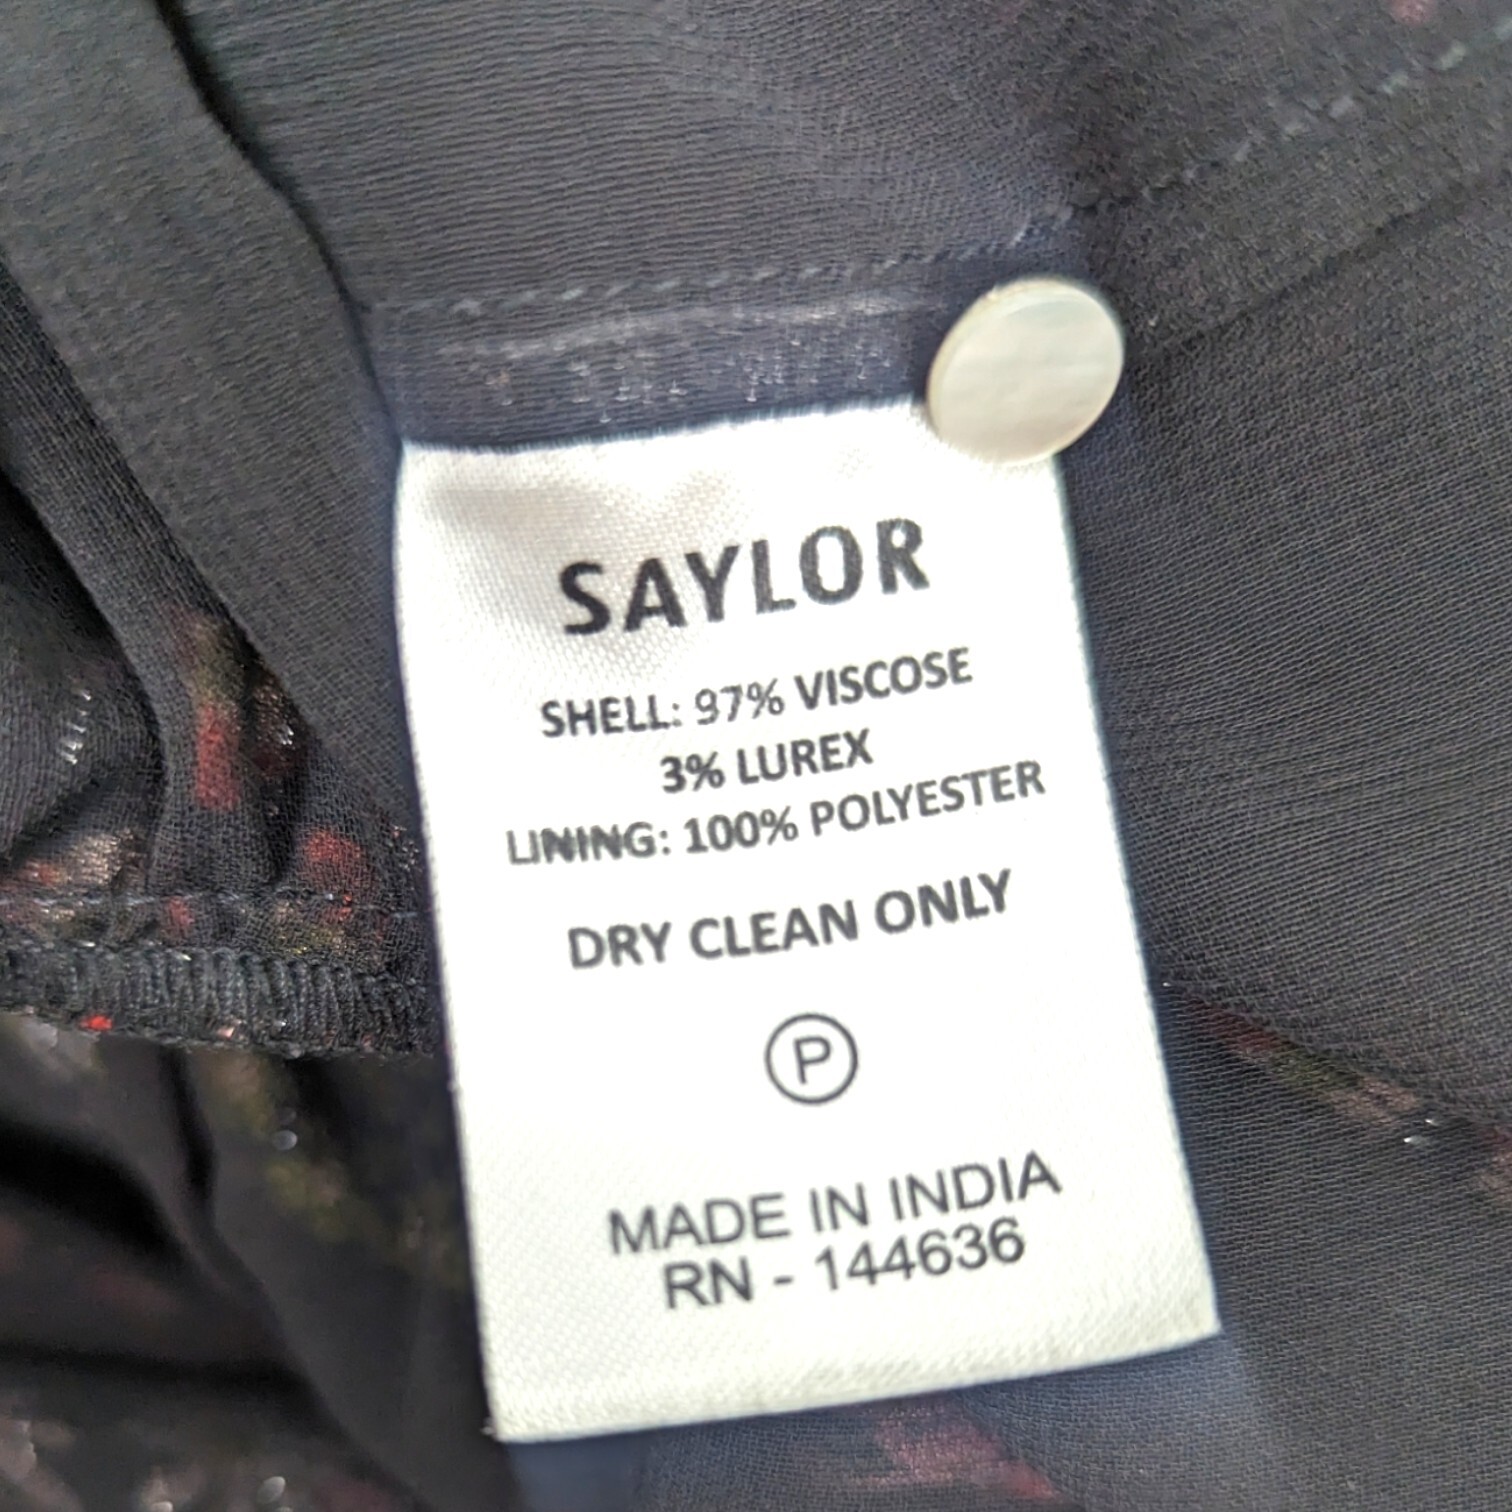 SAYLOR
SHELL: 97% VISCOSE
3% LUREX
LINING: 100% POLYESTER
DRY CLEAN ONLY
P
MADE IN INDIA
RN - 144636